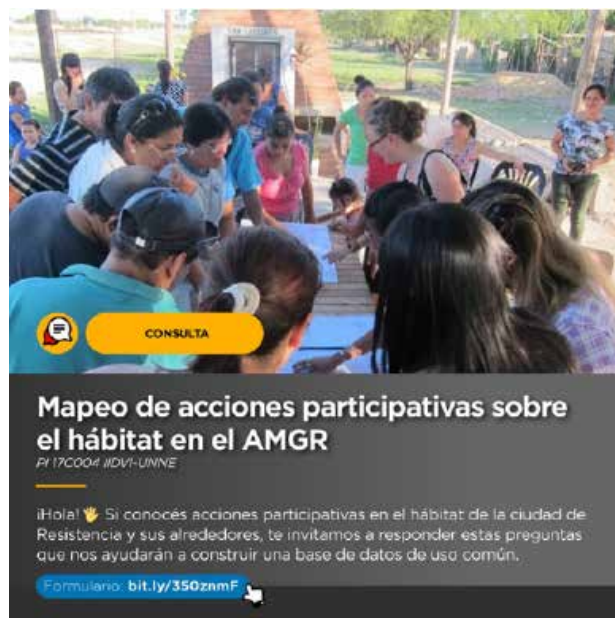 CONSULTA
Mapeo de acciones participativas sobre
el hábitat en el AMGR
PI 17C004 IIDVI-UNNE
¡Hola! 👋 Si conocés acciones participativas en el hábitat de la ciudad de
Resistencia y sus alrededores, te invitamos a responder estas preguntas
que nos ayudarán a construir una base de datos de uso común.
Formulario: bit.ly/350znmF